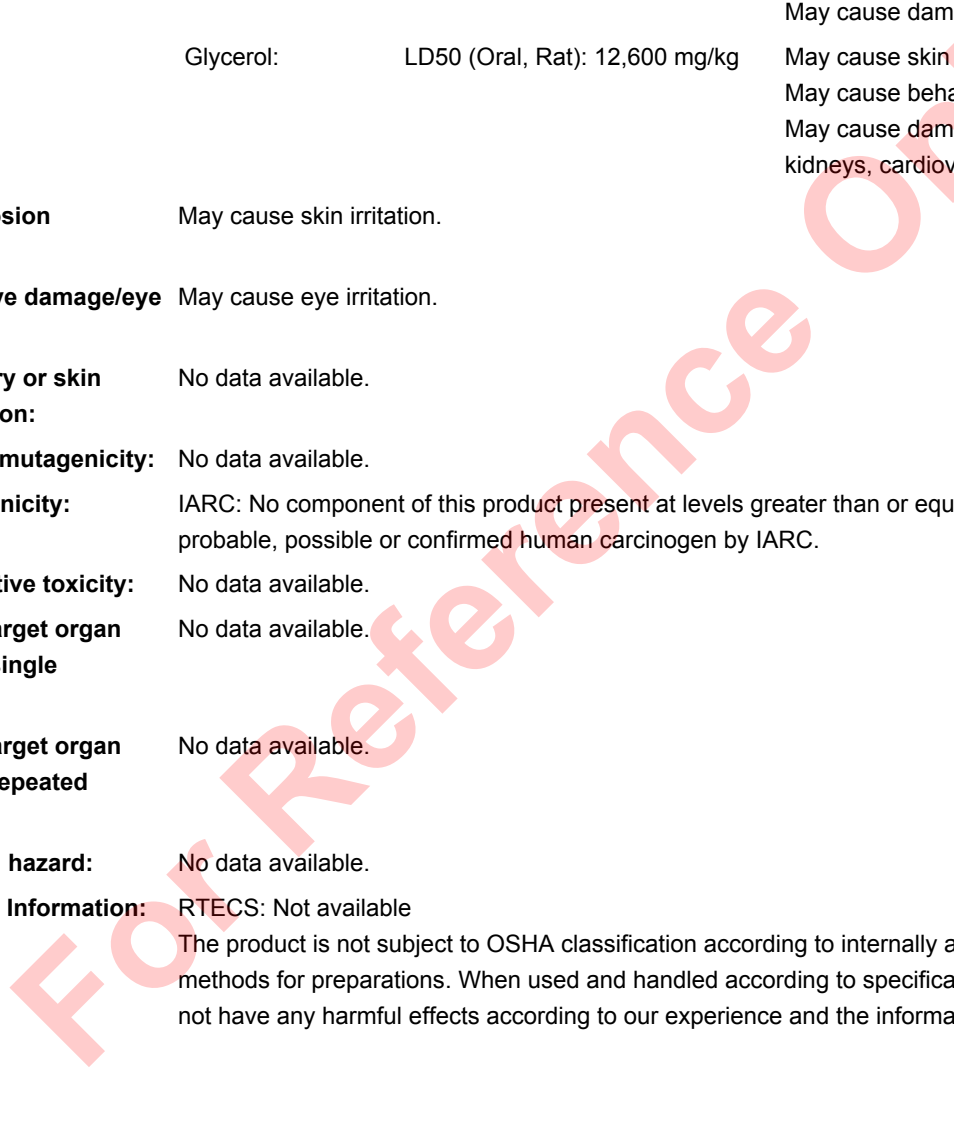 May cause dam
Glycerol: LD50 (Oral, Rat): 12,600 mg/kg May cause skin
May cause beha
May cause dam
kidneys, cardiov
sion May cause skin irritation.
ve damage/eye May cause eye irritation.
ry or skin No data available.
on:
mutagenicity: No data available.
nicity: IARC: No component of this product present at levels greater than or equ
probable, possible or confirmed human carcinogen by IARC.
tive toxicity: No data available.
arget organ No data available.
single
arget organ No data available.
epeated
hazard: No data available.
Information: RTECS: Not available
The product is not subject to OSHA classification according to internally a
methods for preparations. When used and handled according to specifica
not have any harmful effects according to our experience and the informa
For Reference On